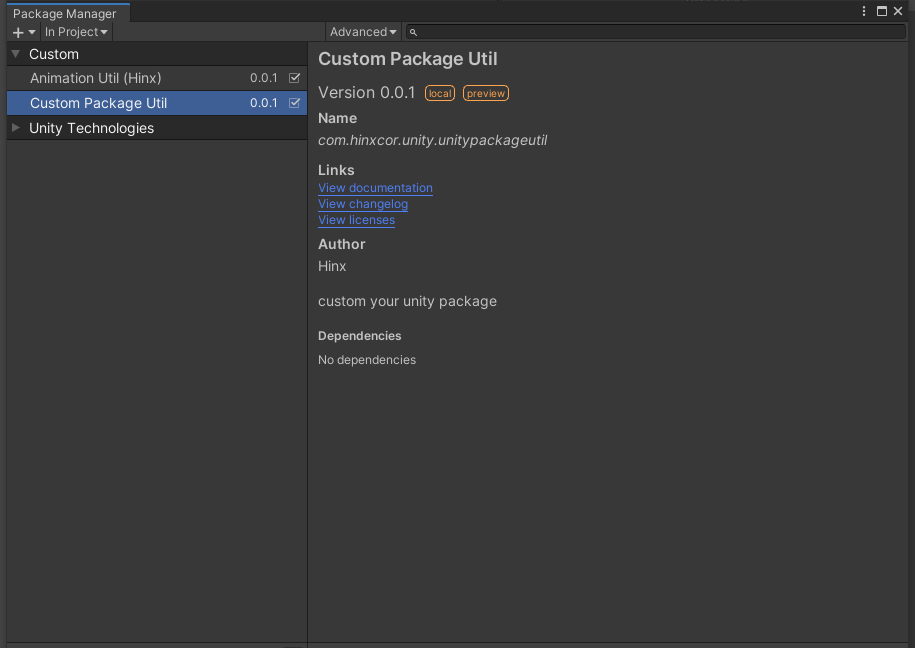 Package Manager
In Project
Advanced
Custom
Animation Util (Hinx) 0.0.1
Custom Package Util 0.0.1
Unity Technologies
Custom Package Util
Version 0.0.1 local preview
Name
com.hinxcor.unity.unitypackageutil
Links
View documentation
View changelog
View licenses
Author
Hinx
custom your unity package
Dependencies
No dependencies